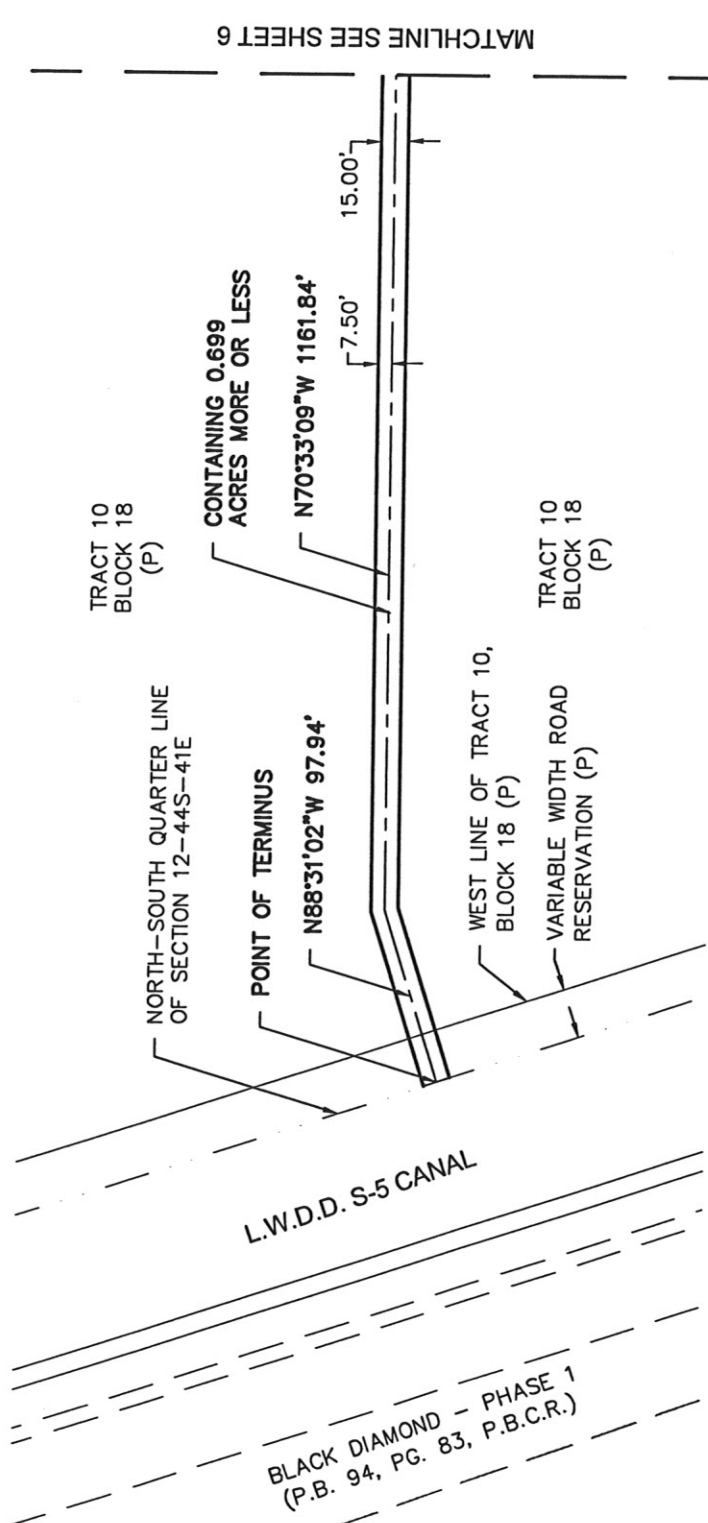 MATCHLINE SEE SHEET 6
15.00'
7.50'
CONTAINING 0.699
ACRES MORE OR LESS
N70°33'09"W 1161.84'
TRACT 10
BLOCK 18
(P)
TRACT 10
BLOCK 18
(P)
NORTH-SOUTH QUARTER LINE
OF SECTION 12-44S-41E
POINT OF TERMINUS
N88°31'02"W 97.94'
WEST LINE OF TRACT 10,
BLOCK 18 (P)
VARIABLE WIDTH ROAD
RESERVATION (P)
L.W.D.D. S-5 CANAL
BLACK DIAMOND - PHASE 1
(P.B. 94, PG. 83, P.B.C.R.)